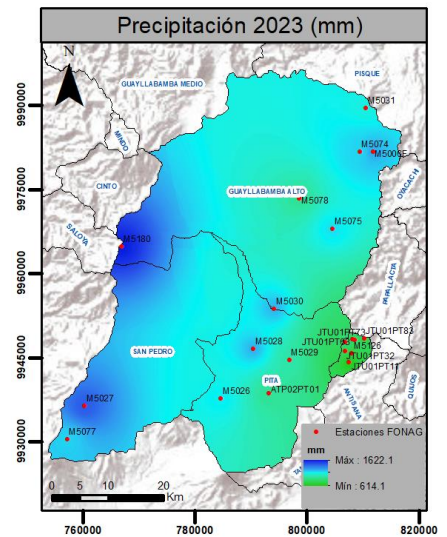 Precipitación 2023 (mm)
N
GUAYLLABAMBA MEDIO
PISQUE
M5031
MINDO
M5074
CINTO
OYACACHI
GUAYLLABAMBA ALTO
M5078
M5075
SALOYA
M5180
PAPALLACTA
M5030
JTU01PT73
JTU01PT83
M5028
M5126
SAN PEDRO
M5029
JTU01PT32
JTU01PT11
PITA
ATP02PT01
M5027
M5026
ANTISANA
QUIJOS
M5077
Estaciones FONAG
mm
Máx : 1622.1
Mín : 614.1
0 5 10 20
Km
9990000
9975000
9960000
9945000
9930000
760000 780000 800000 820000